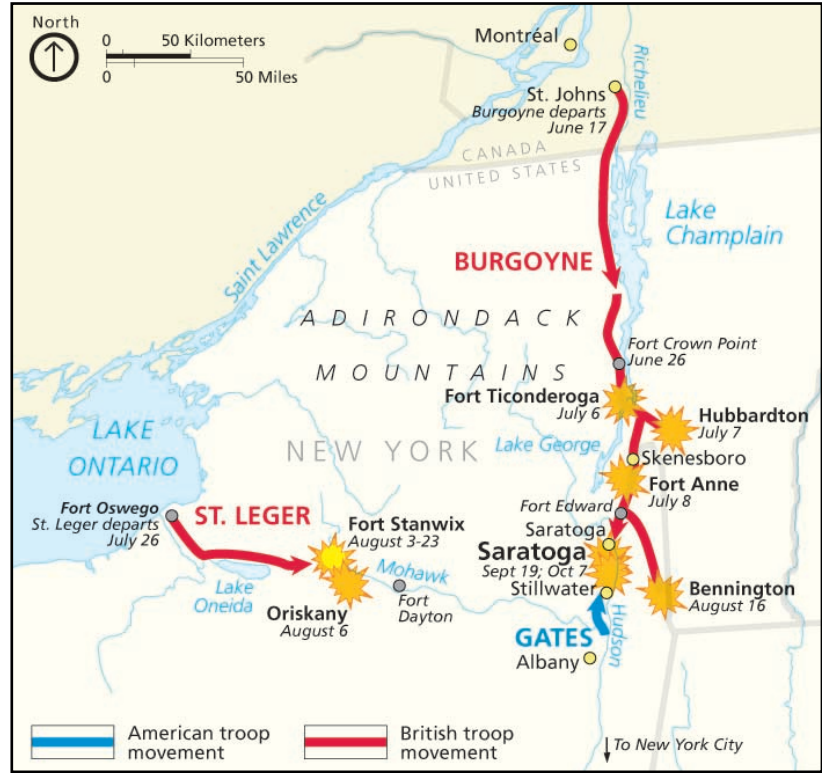 North
0 50 Kilometers
0 50 Miles
Montréal
Richelieu
St. Johns
Burgoyne departs
June 17
CANADA
UNITED STATES
Saint Lawrence
Lake
Champlain
BURGOYNE
ADIRONDACK
MOUNTAINS
Fort Crown Point
June 26
Fort Ticonderoga
July 6
Hubbardton
July 7
LAKE
ONTARIO
NEW YORK
Lake George
Skenesboro
Fort Anne
July 8
Fort Oswego
St. Leger departs
July 26
ST. LEGER
Fort Stanwix
August 3-23
Fort Edward
Saratoga
Saratoga
Sept 19; Oct 7
Stillwater
Mohawk
Lake
Oneida
Oriskany
August 6
Fort
Dayton
Bennington
August 16
GATES
Hudson
Albany
American troop
movement
British troop
movement
To New York City